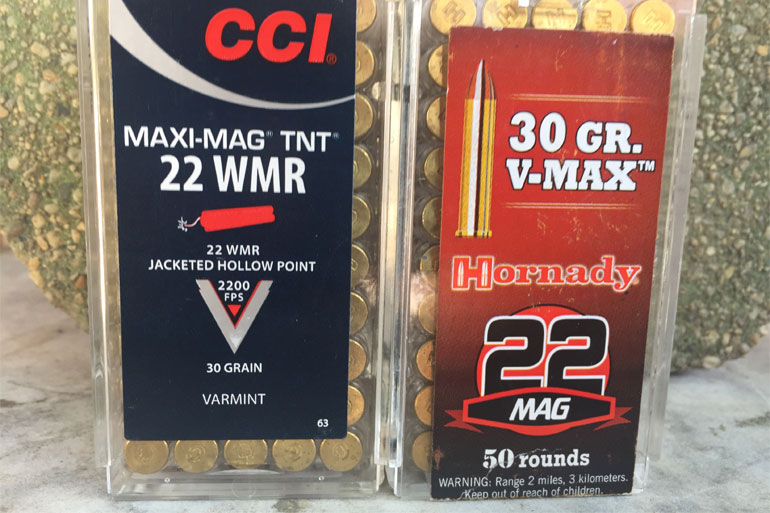 CCI®
MAXI-MAG® TNT®
22 WMR
22 WMR
JACKETED HOLLOW POINT
2200
FPS
30 GRAIN
VARMINT
63
30 GR.
V-MAX™
Hornady
22
MAG
50 rounds
WARNING: Range 2 miles, 3 kilometers.
Keep out of reach of children.